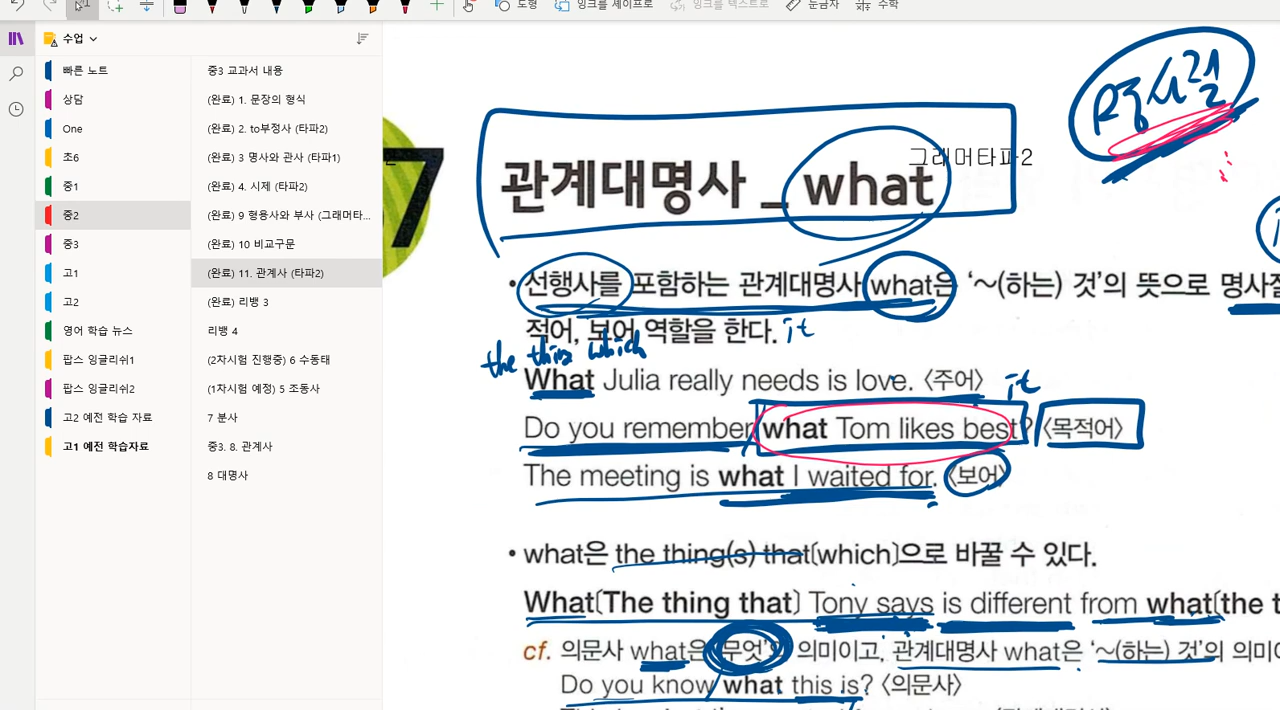 도형
잉크를 셰이프로
잉크를 텍스트로
눈금자
수학
수업
빠른 노트
상담
One
초6
중1
중2
중3
고1
고2
영어 학습 뉴스
팝스 잉글리쉬1
팝스 잉글리쉬2
고2 예전 학습 자료
고1 예전 학습자료
중3 교과서 내용
(완료) 1. 문장의 형식
(완료) 2. to부정사 (타파2)
(완료) 3 명사와 관사 (타파1)
(완료) 4. 시제 (타파2)
(완료) 9 형용사와 부사 (그래머타...
(완료) 10 비교구문
(완료) 11. 관계사 (타파2)
(완료) 리뱅 3
리뱅 4
(2차시험 진행중) 6 수동태
(1차시험 예정) 5 조동사
7 분사
중3. 8. 관계사
8 대명사
명사절
그래머타파2
7 관계대명사 _ what
• 선행사를 포함하는 관계대명사 what은 ‘~(하는) 것’의 뜻으로 명사절
적어, 보어 역할을 한다. it
the thing which
What Julia really needs is love. 〈주어〉
it
Do you remember what Tom likes best? 〈목적어〉
The meeting is what I waited for. 〈보어〉
• what은 the thing(s) that[which]으로 바꿀 수 있다.
What[The thing that] Tony says is different from what[the t
cf. 의문사 what은 ‘무엇’의 의미이고, 관계대명사 what은 ‘~(하는) 것’의 의미
Do you know what this is? 〈의문사〉